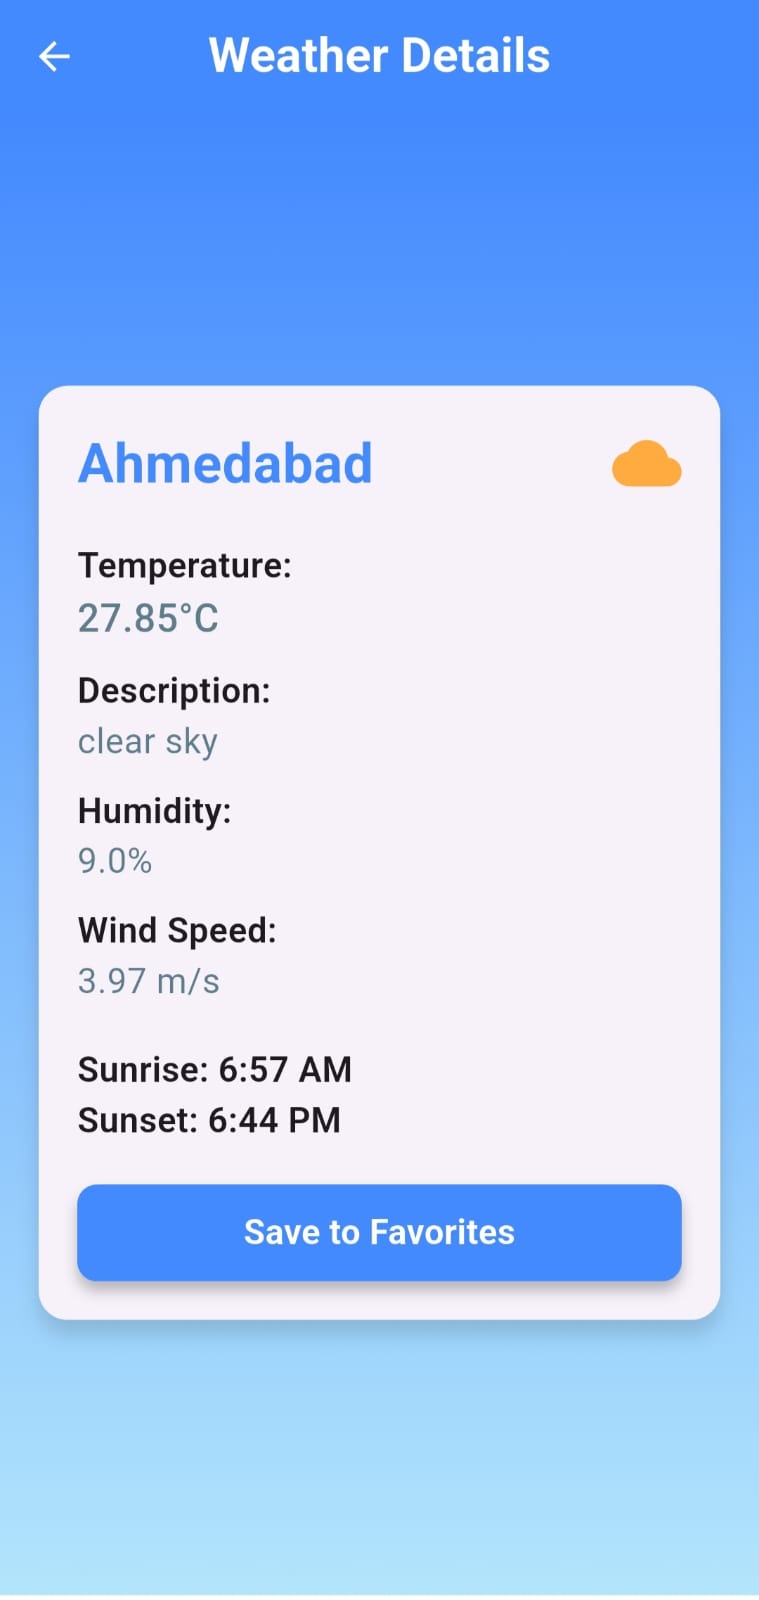 Weather Details
Ahmedabad
Temperature:
27.85°C
Description:
clear sky
Humidity:
9.0%
Wind Speed:
3.97 m/s
Sunrise: 6:57 AM
Sunset: 6:44 PM
Save to Favorites